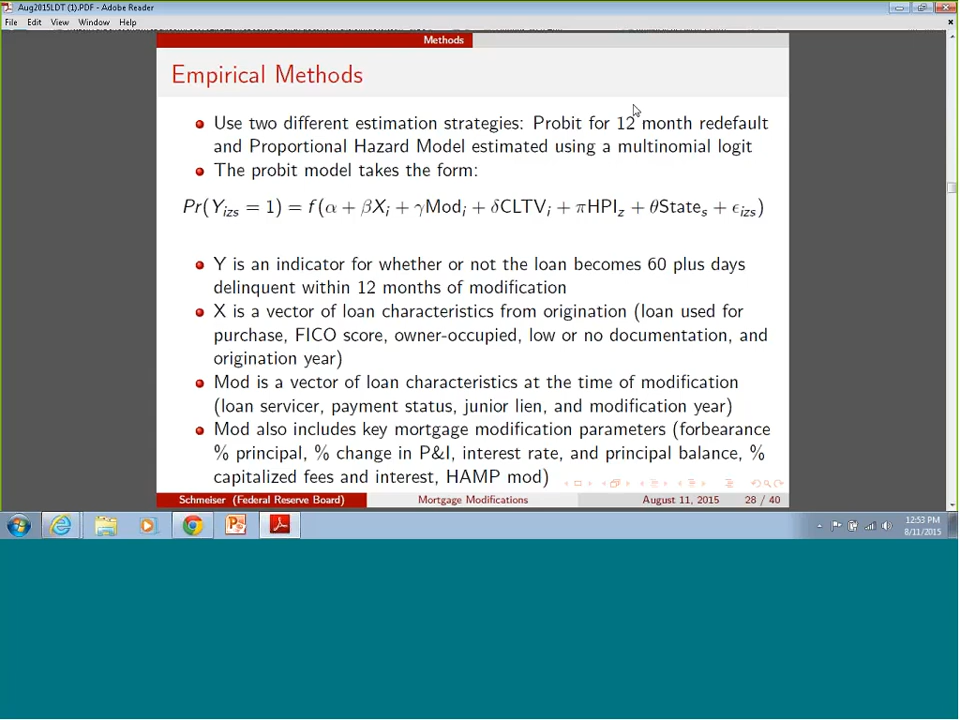 Aug2015LDT (1).PDF - Adobe Reader
File Edit View Window Help
Methods
Empirical Methods
Use two different estimation strategies: Probit for 12 month redefault
and Proportional Hazard Model estimated using a multinomial logit
The probit model takes the form:
Pr(Y_izs = 1) = f(α + βX_i + γMod_i + δCLTV_i + πHPI_z + θState_s + ϵ_izs)
Y is an indicator for whether or not the loan becomes 60 plus days
delinquent within 12 months of modification
X is a vector of loan characteristics from origination (loan used for
purchase, FICO score, owner-occupied, low or no documentation, and
origination year)
Mod is a vector of loan characteristics at the time of modification
(loan servicer, payment status, junior lien, and modification year)
Mod also includes key mortgage modification parameters (forbearance
% principal, % change in P&I, interest rate, and principal balance, %
capitalized fees and interest, HAMP mod)
Schmeiser (Federal Reserve Board) Mortgage Modifications August 11, 2015 28 / 40
12:53 PM
8/11/2015